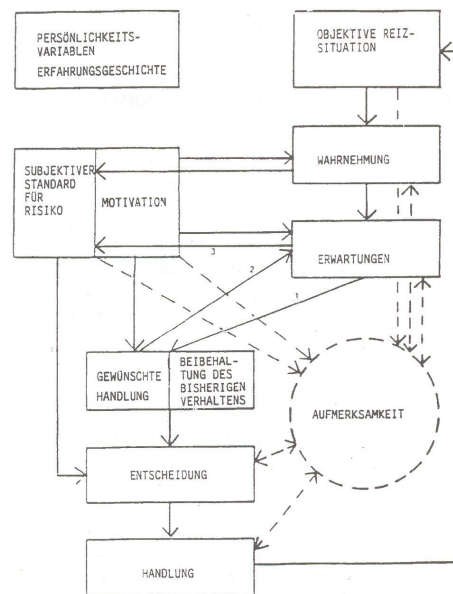 PERSÖNLICHKEITS-
VARIABLEN
ERFAHRUNGSGESCHICHTE
OBJEKTIVE REIZ-
SITUATION
WAHRNEHMUNG
SUBJEKTIVER
STANDARD
FÜR
RISIKO
MOTIVATION
ERWARTUNGEN
3
2
1
GEWÜNSCHTE
HANDLUNG
BEIBEHAL-
TUNG DES
BISHERIGEN
VERHALTENS
AUFMERKSAMKEIT
ENTSCHEIDUNG
HANDLUNG